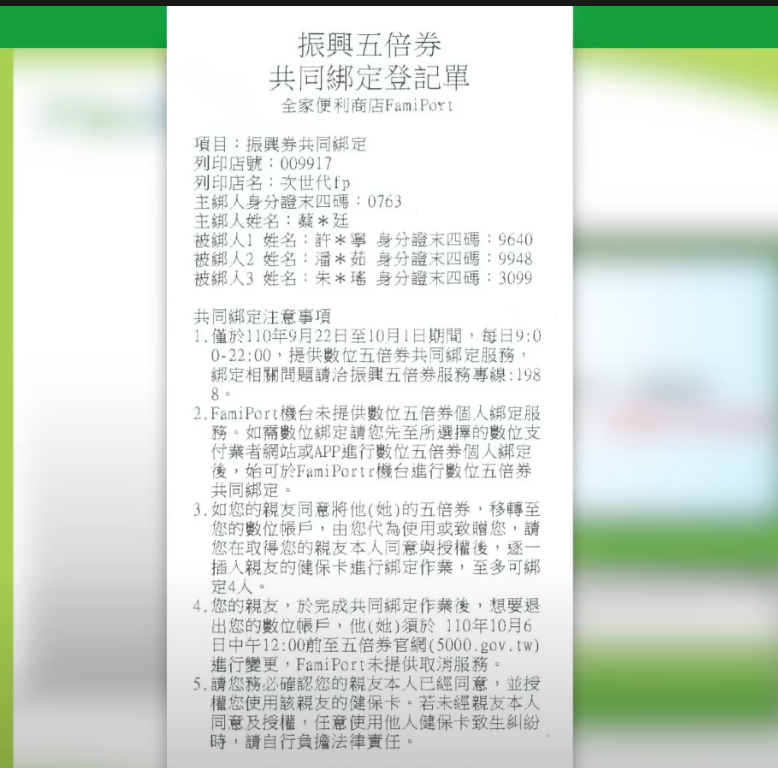 振興五倍券
共同綁定登記單
全家便利商店FamiPort
項目：振興券共同綁定
列印店號：009917
列印店名：次世代fp
主綁人身分證末四碼：0763
主綁人姓名：蔡＊廷
被綁人1 姓名：許＊寧 身分證末四碼：9640
被綁人2 姓名：潘＊茹 身分證末四碼：9948
被綁人3 姓名：朱＊瑤 身分證末四碼：3099
共同綁定注意事項
1.僅於110年9月22日至10月1日期間，每日9:0
0-22:00，提供數位五倍券共同綁定服務，
綁定相關問題請洽振興五倍券服務專線:198
8。
2.FamiPort機台未提供數位五倍券個人綁定服
務。如需數位綁定請您先至所選擇的數位支
付業者網站或APP進行數位五倍券個人綁定
後，始可於FamiPortr機台進行數位五倍券
共同綁定。
3.如您的親友同意將他(她)的五倍券，移轉至
您的數位帳戶，由您代為使用或致贈您，請
您在取得您的親友本人同意與授權後，逐一
插入親友的健保卡進行綁定作業，至多可綁
定4人。
4.您的親友，於完成共同綁定作業後，想要退
出您的數位帳戶，他(她)須於 110年10月6
日中午12:00前至五倍券官網(5000.gov.tw)
進行變更，FamiPort未提供取消服務。
5.請您務必確認您的親友本人已經同意，並授
權您使用該親友的健保卡。若未經親友本人
同意及授權，任意使用他人健保卡致生糾紛
時，請自行負擔法律責任。